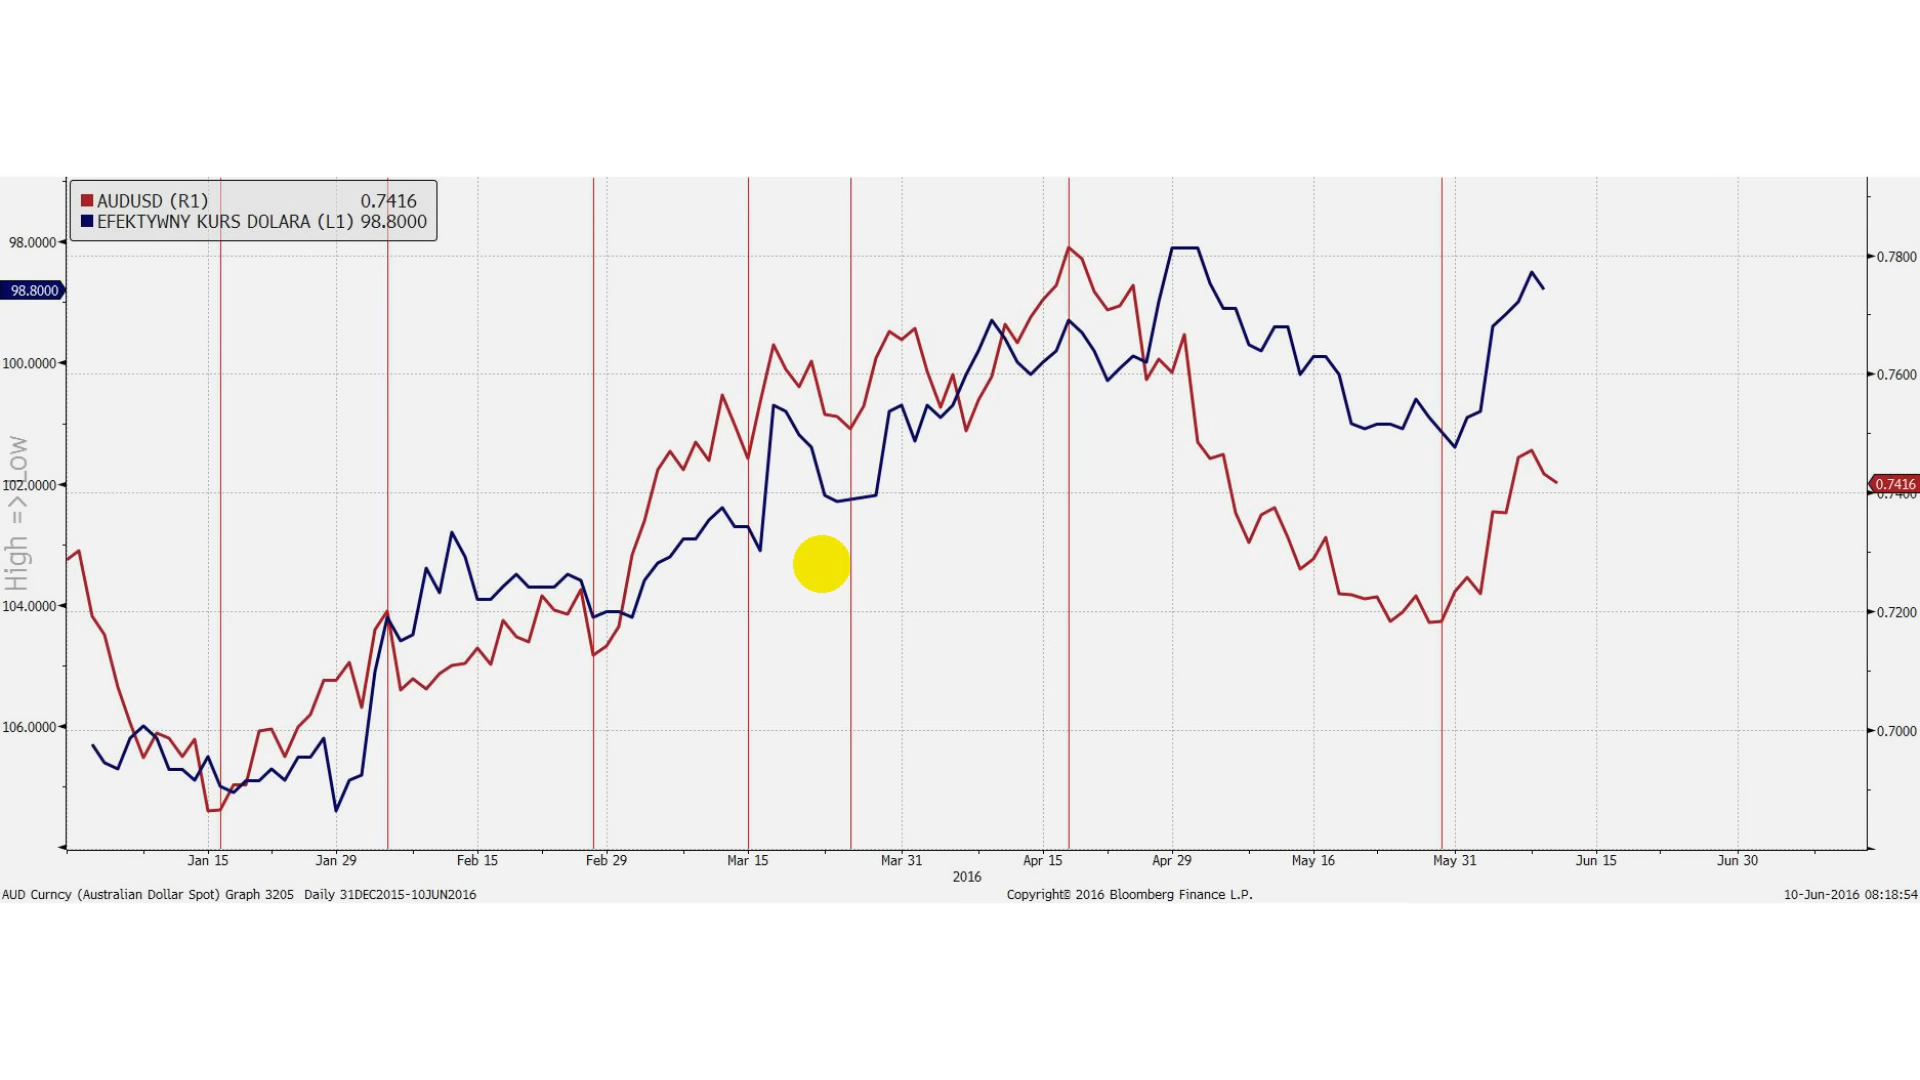 AUDUSD (R1) 0.7416
EFEKTYWNY KURS DOLARA (L1) 98.8000
98.0000
98.8000
100.0000
102.0000
104.0000
106.0000
High => Low
0.7800
0.7600
0.7416
0.7400
0.7200
0.7000
Jan 15 Jan 29 Feb 15 Feb 29 Mar 15 Mar 31 Apr 15 Apr 29 May 16 May 31 Jun 15 Jun 30
2016
AUD Curncy (Australian Dollar Spot) Graph 3205 Daily 31DEC2015-10JUN2016 Copyright© 2016 Bloomberg Finance L.P. 10-Jun-2016 08:18:54